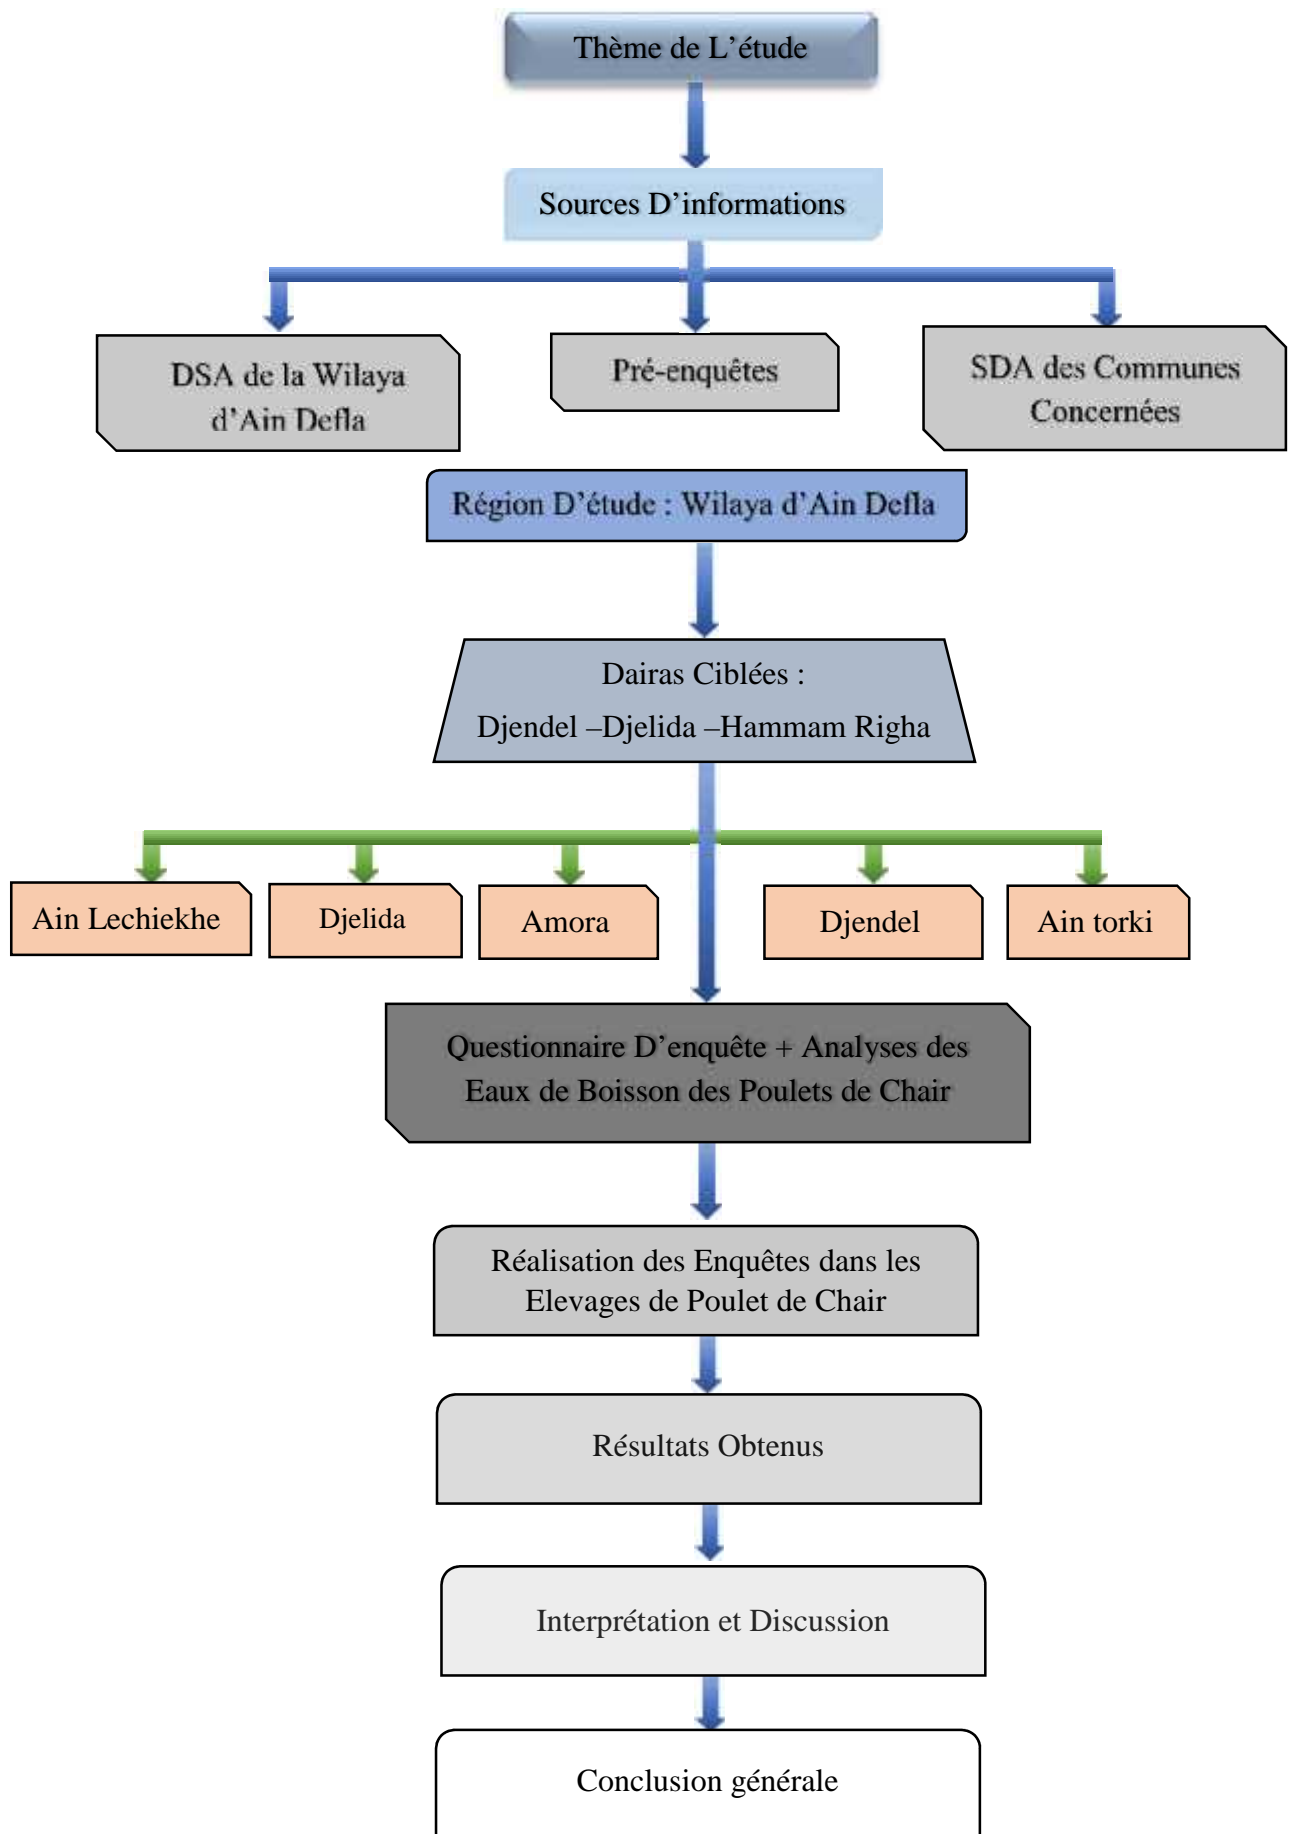 Thème de L’étude
Sources D’informations
DSA de la Wilaya
d’Ain Defla
Pré-enquêtes
SDA des Communes
Concernées
Région D’étude : Wilaya d’Ain Defla
Dairas Ciblées :
Djendel –Djelida –Hammam Righa
Ain Lechiekhe
Djelida
Amora
Djendel
Ain torki
Questionnaire D’enquête + Analyses des
Eaux de Boisson des Poulets de Chair
Réalisation des Enquêtes dans les
Elevages de Poulet de Chair
Résultats Obtenus
Interprétation et Discussion
Conclusion générale